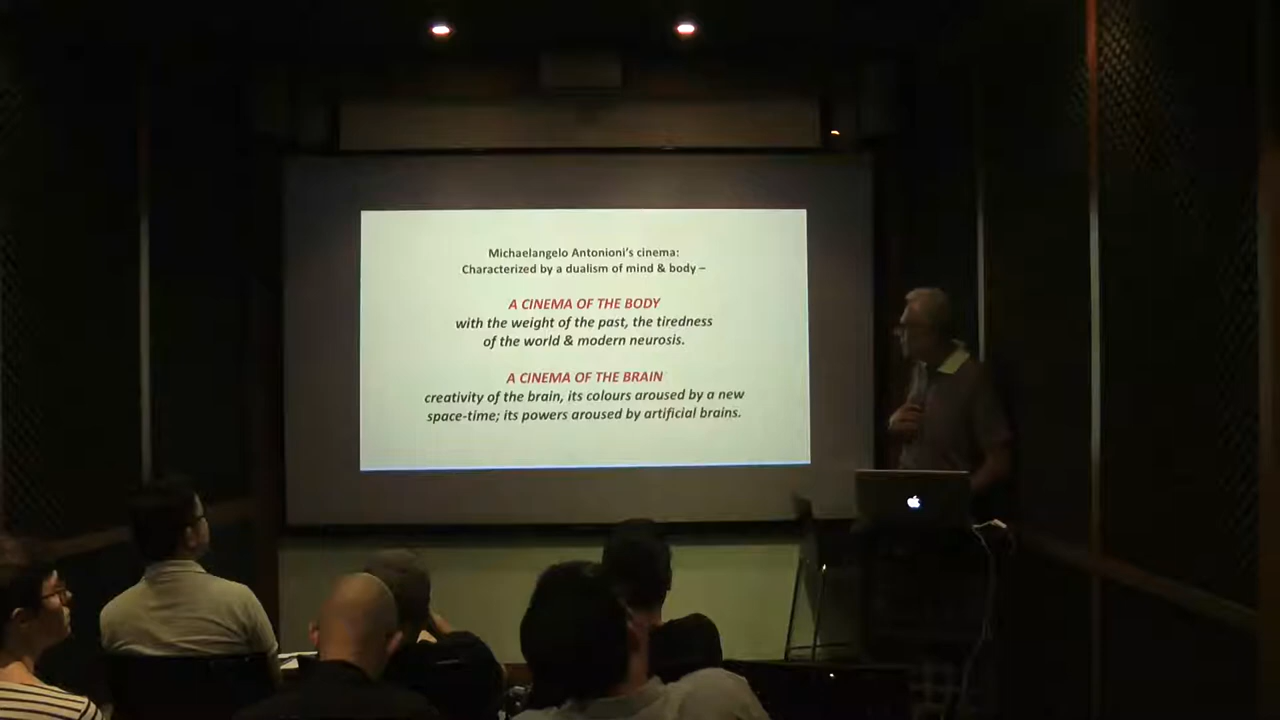 Michaelangelo Antonioni's cinema:
Characterized by a dualism of mind & body –
A CINEMA OF THE BODY
with the weight of the past, the tiredness
of the world & modern neurosis.
A CINEMA OF THE BRAIN
creativity of the brain, its colours aroused by a new
space-time; its powers aroused by artificial brains.